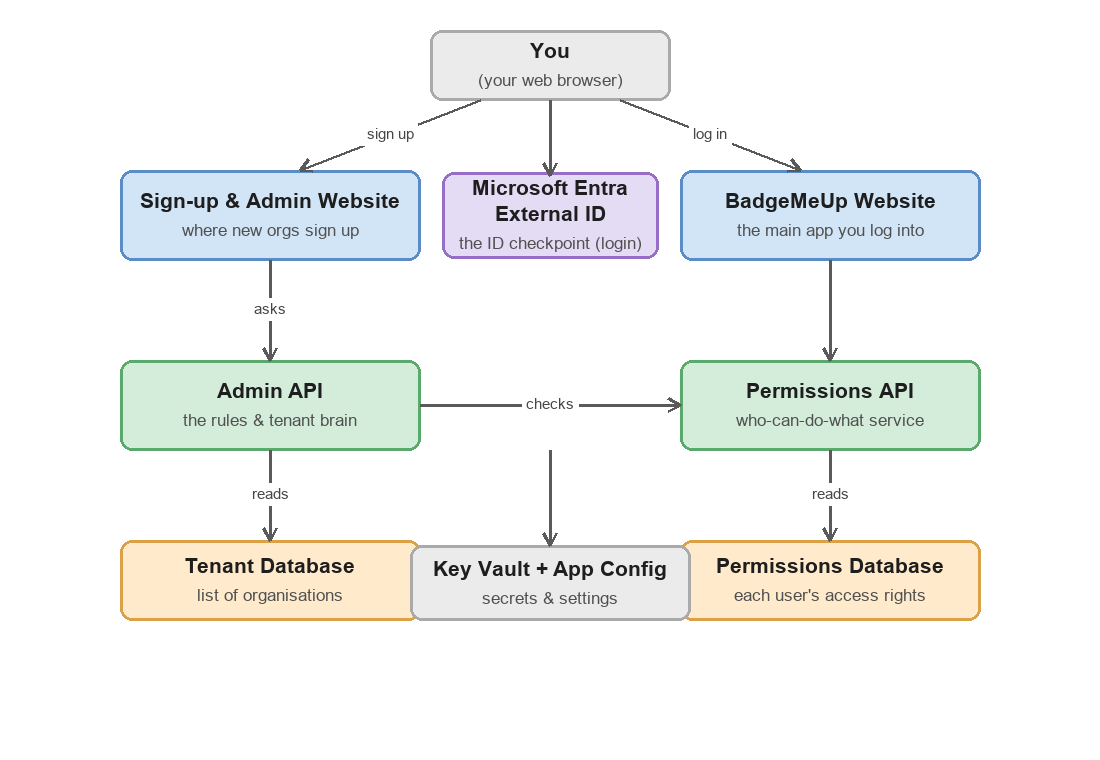 You
(your web browser)
sign up
log in
Sign-up & Admin Website
where new orgs sign up
Microsoft Entra
External ID
the ID checkpoint (login)
BadgeMeUp Website
the main app you log into
asks
Admin API
the rules & tenant brain
checks
Permissions API
who-can-do-what service
reads
reads
Tenant Database
list of organisations
Key Vault + App Config
secrets & settings
Permissions Database
each user's access rights